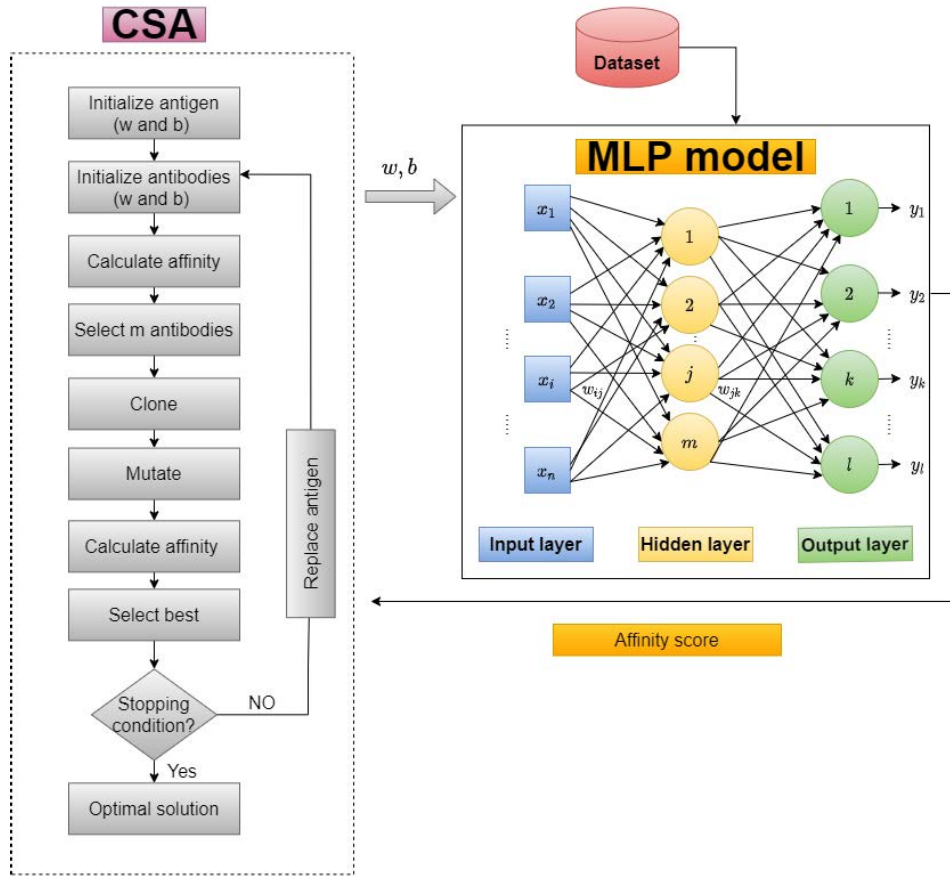 CSA
Initialize antigen
(w and b)
Initialize antibodies
(w and b)
Calculate affinity
Select m antibodies
Clone
Mutate
Calculate affinity
Select best
Stopping
condition?
NO
Yes
Optimal solution
Replace antigen
w, b
Dataset
MLP model
x₁
x₂
⋮
xᵢ
⋮
xₙ
wᵢⱼ
1
2
...
j
m
wⱼₖ
1
2
⋮
k
⋮
l
y₁
y₂
yₖ
yₗ
Input layer
Hidden layer
Output layer
Affinity score